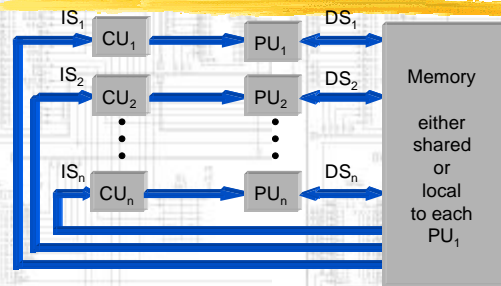 IS₁ CU₁ PU₁ DS₁
IS₂ CU₂ PU₂ DS₂
ISₙ CUₙ PUₙ DSₙ
Memory
either
shared
or
local
to each
PU₁